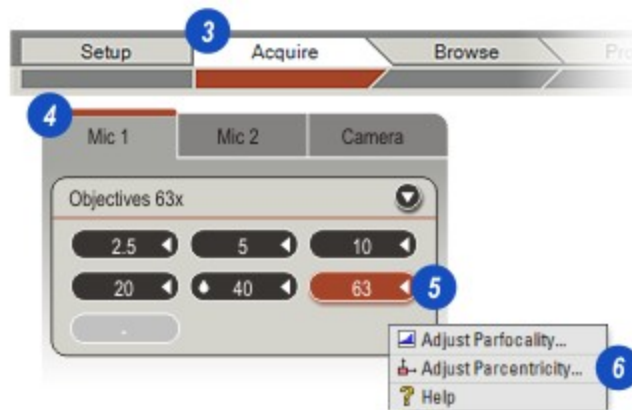 3
Setup Acquire Browse Pro
4
Mic 1 Mic 2 Camera
Objectives 63x
2.5 5 10
20 40 63 5
-
Adjust Parfocality...
Adjust Parcentricity... 6
? Help